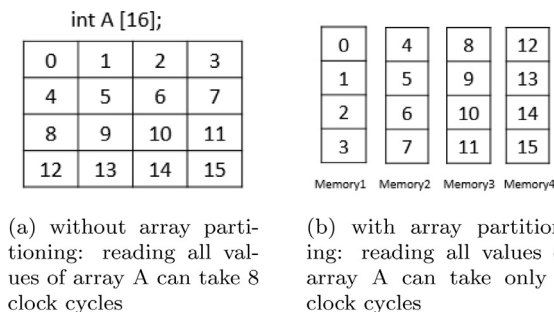 int A [16];
0 1 2 3
4 5 6 7
8 9 10 11
12 13 14 15
0 4 8 12
1 5 9 13
2 6 10 14
3 7 11 15
Memory1 Memory2 Memory3 Memory4
(a) without array parti-
tioning: reading all val-
ues of array A can take 8
clock cycles
(b) with array partition
ing: reading all values
array A can take only
clock cycles